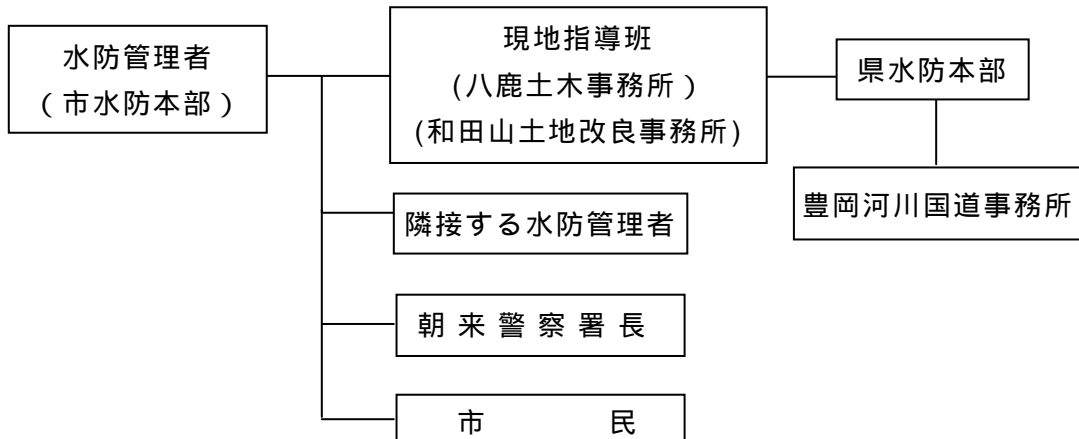 水防管理者
（市水防本部）
現地指導班
(八鹿土木事務所）
(和田山土地改良事務所)
県水防本部
豊岡河川国道事務所
隣接する水防管理者
朝来警察署長
市　　　民